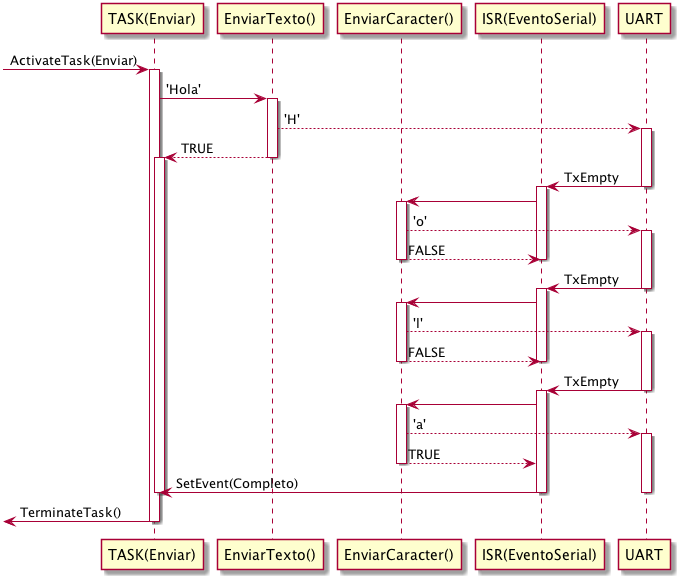 TASK(Enviar) EnviarTexto() EnviarCaracter() ISR(EventoSerial) UART
ActivateTask(Enviar)
'Hola'
'H'
TRUE
TxEmpty
'o'
FALSE
TxEmpty
'l'
FALSE
TxEmpty
'a'
TRUE
SetEvent(Completo)
TerminateTask()
TASK(Enviar) EnviarTexto() EnviarCaracter() ISR(EventoSerial) UART